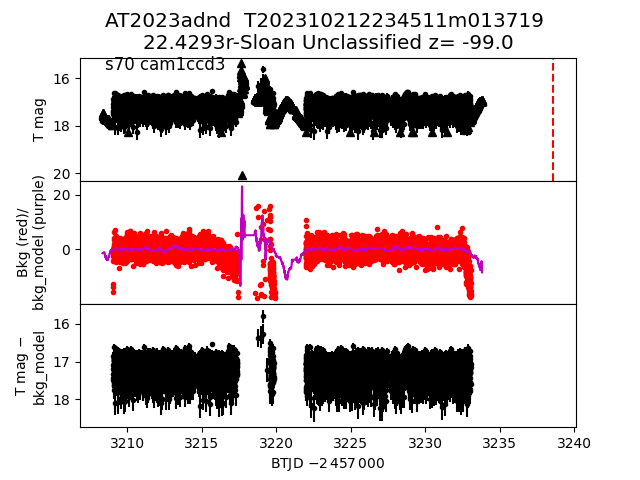 AT2023adnd  T202310212234511m013719
22.4293r-Sloan Unclassified z= -99.0
s70 cam1ccd3
T mag
16
18
20
Bkg (red)/
bkg_model (purple)
20
0
T mag −
bkg_model
16
17
18
3210 3215 3220 3225 3230 3235 3240
BTJD −2 457 000